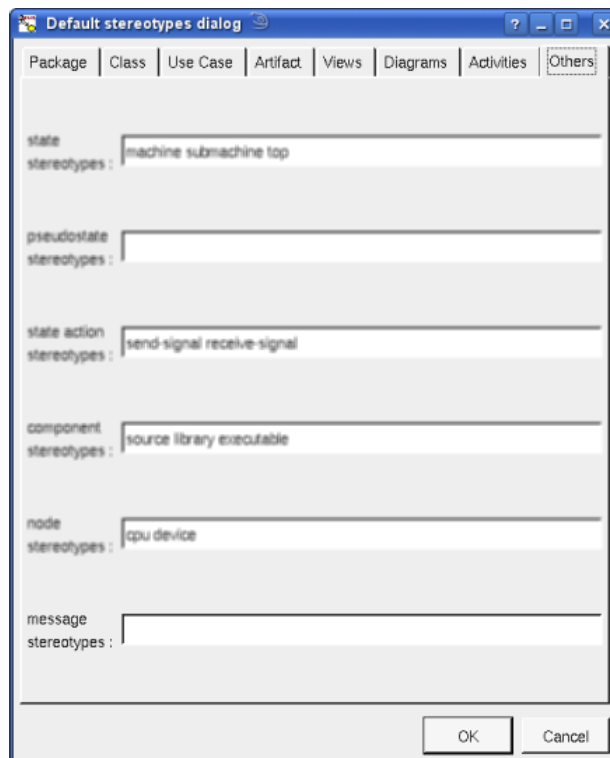 Default stereotypes dialog
Package Class Use Case Artifact Views Diagrams Activities Others
state
stereotypes :
machine submachine top
pseudostate
stereotypes :
state action
stereotypes :
send-signal receive-signal
component
stereotypes :
source library executable
node
stereotypes :
cpu device
message
stereotypes :
OK Cancel